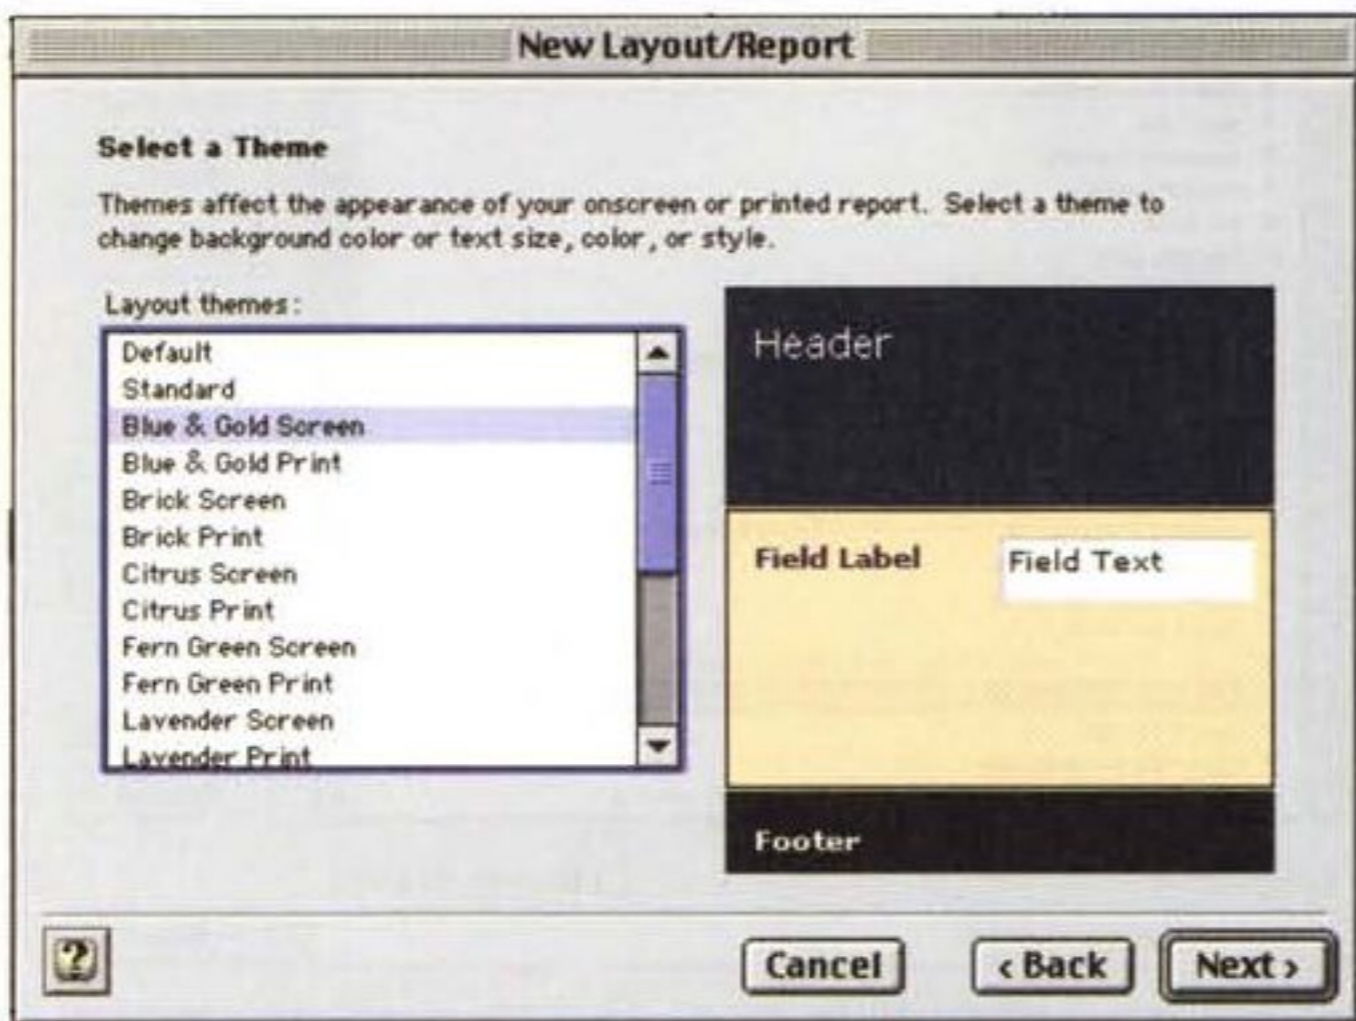 New Layout/Report
Select a Theme
Themes affect the appearance of your onscreen or printed report. Select a theme to
change background color or text size, color, or style.
Layout themes:
Default
Standard
Blue & Gold Screen
Blue & Gold Print
Brick Screen
Brick Print
Citrus Screen
Citrus Print
Fern Green Screen
Fern Green Print
Lavender Screen
Lavender Print
Header
Field Label Field Text
Footer
?
Cancel
‹ Back
Next ›